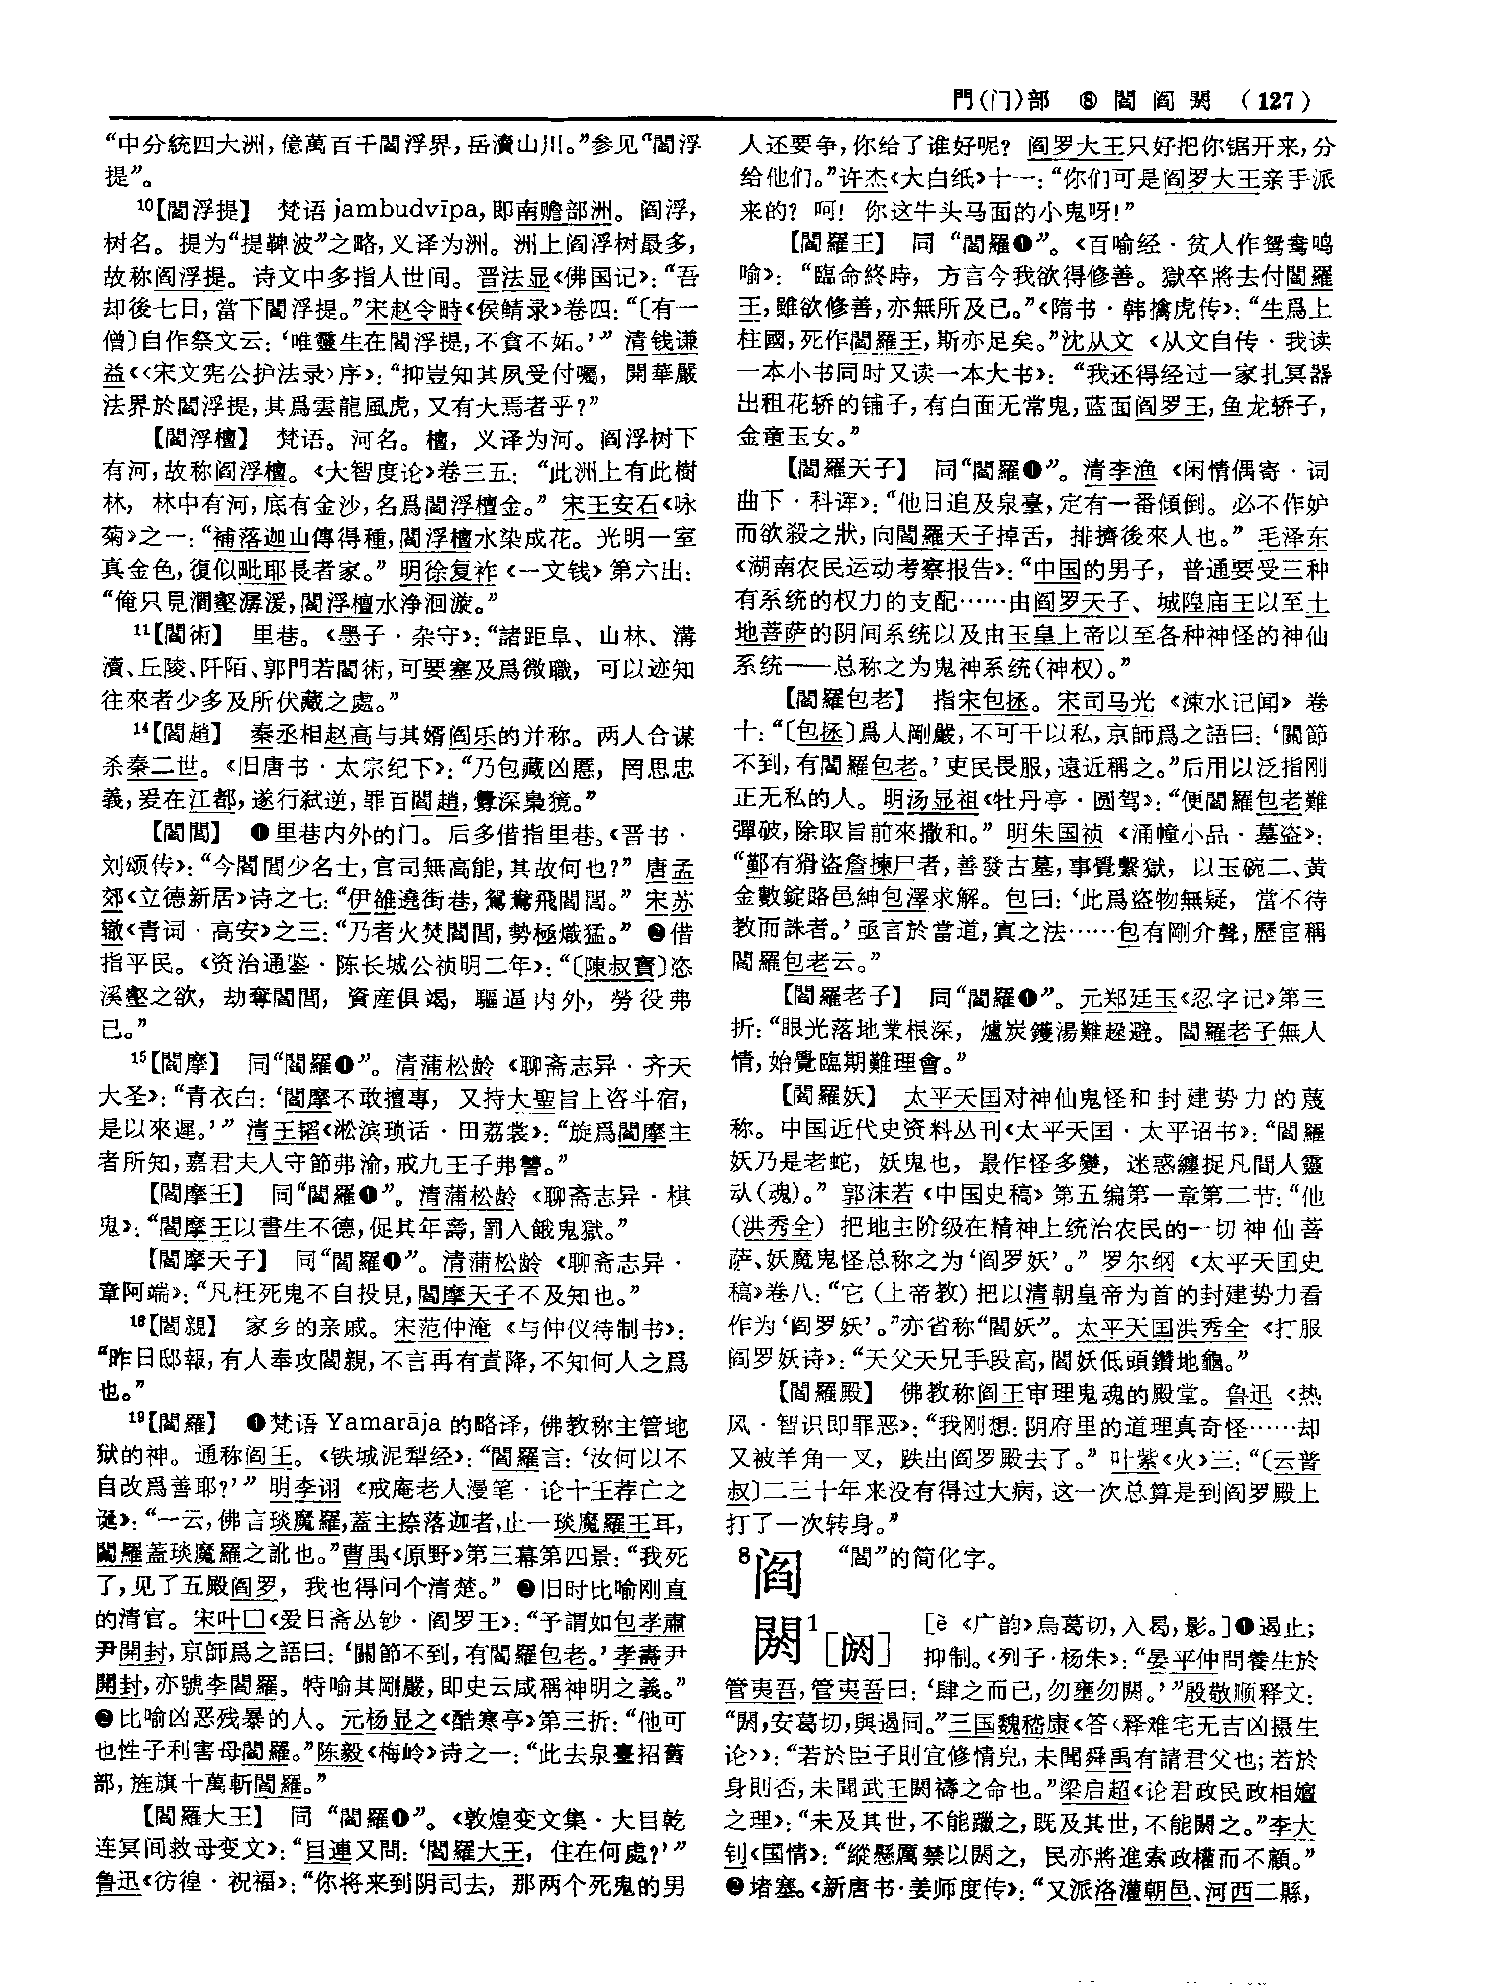 門(门)部 ⑧ 閻 阎 閼 (127)
“中分統四大洲，億萬百千閻浮界，岳瀆山川。”参见“閻浮
提”。
10【閻浮提】 梵语 jambudvīpa，即南赡部洲。阎浮，
树名。提为“提鞞波”之略，义译为洲。洲上阎浮树最多，
故称阎浮提。诗文中多指人世间。晋法显《佛国记》：“吾
却後七日，當下閻浮提。”宋赵令畤《侯鲭录》卷四：“〔有一
僧〕自作祭文云：‘唯靈生在閻浮提，不貪不妬。’” 清钱谦
益《〈宋文宪公护法录〉序》：“抑豈知其夙受付囑，開華嚴
法界於閻浮提，其爲雲龍風虎，又有大焉者乎？”
【閻浮檀】 梵语。河名。檀，义译为河。阎浮树下
有河，故称阎浮檀。《大智度论》卷三五：“此洲上有此樹
林，林中有河，底有金沙，名爲閻浮檀金。” 宋王安石《咏
菊》之一：“補落迦山傳得種，閻浮檀水染成花。光明一室
真金色，復似毗耶長者家。” 明徐复祚《一文钱》第六出：
“俺只見澗壑潺湲，閻浮檀水净洄漩。”
11【閻術】 里巷。《墨子·杂守》：“諸距阜、山林、溝
瀆、丘陵、阡陌、郭門若閻術，可要塞及爲微職，可以迹知
往來者少多及所伏藏之處。”
14【閻趙】 秦丞相赵高与其婿阎乐的并称。两人合谋
杀秦二世。《旧唐书·太宗纪下》：“乃包藏凶慝，罔思忠
義，爰在江都，遂行弑逆，罪百閻趙，釁深梟獍。”
【閻閭】 ❶里巷内外的门。后多借指里巷。《晋书·
刘颂传》：“今閻閭少名士，官司無高能，其故何也？” 唐孟
郊《立德新居》诗之七：“伊雒遶街巷，鴛鴦飛閻閭。” 宋苏
辙《青词·高安》之三：“乃者火焚閻閭，勢極熾猛。” ❷借
指平民。《资治通鉴·陈长城公祯明二年》：“〔陳叔寶〕恣
溪壑之欲，劫奪閻閭，資産俱竭，驅逼内外，勞役弗
已。”
15【閻摩】 同“閻羅❶”。清蒲松龄《聊斋志异·齐天
大圣》：“青衣白：‘閻摩不敢擅專，又持大聖旨上咨斗宿，
是以來遲。’” 清王韬《淞滨琐话·田荔裳》：“旋爲閻摩主
者所知，嘉君夫人守節弗渝，戒九王子弗讐。”
【閻摩王】 同“閻羅❶”。清蒲松龄《聊斋志异·棋
鬼》：“閻摩王以書生不德，促其年壽，罰入餓鬼獄。”
【閻摩天子】 同“閻羅❶”。清蒲松龄《聊斋志异·
章阿端》：“凡枉死鬼不自投見，閻摩天子不及知也。”
16【閻親】 家乡的亲戚。宋范仲淹《与仲仪待制书》：
“昨日邸報，有人奉攻閻親，不言再有責降，不知何人之爲
也。”
19【閻羅】 ❶梵语 Yamarāja 的略译，佛教称主管地
狱的神。通称阎王。《铁城泥犁经》：“閻羅言：‘汝何以不
自改爲善耶？’” 明李诩《戒庵老人漫笔·论十王荐亡之
诞》：“一云，佛言琰魔羅，蓋主捺落迦者，止一琰魔羅王耳，
閻羅蓋琰魔羅之訛也。”曹禺《原野》第三幕第四景：“我死
了，见了五殿阎罗，我也得问个清楚。” ❷旧时比喻刚直
的清官。宋叶□《爱日斋丛钞·阎罗王》：“予謂如包孝肅
尹開封，京師爲之語曰：‘關節不到，有閻羅包老。’李壽尹
開封，亦號李閻羅，特喻其剛嚴，即史云咸稱神明之義。”
❸比喻凶恶残暴的人。元杨显之《酷寒亭》第三折：“他可
也性子利害母閻羅。”陈毅《梅岭》诗之一：“此去泉臺招舊
部，旌旗十萬斬閻羅。”
【閻羅大王】 同“閻羅❶”。《敦煌变文集·大目乾
连冥间救母变文》：“目連又問：‘閻羅大王，住在何處？’”
鲁迅《彷徨·祝福》：“你将来到阴司去，那两个死鬼的男
人还要争，你给了谁好呢？阎罗大王只好把你锯开来，分
给他们。”许杰《大白纸》十一：“你们可是阎罗大王亲手派
来的？呵！你这牛头马面的小鬼呀！”
【閻羅王】 同“閻羅❶”。《百喻经·贫人作鸳鸯鸣
喻》：“臨命終時，方言今我欲得修善。獄卒將去付閻羅
王，雖欲修善，亦無所及已。”《隋书·韩擒虎传》：“生爲上
柱國，死作閻羅王，斯亦足矣。”沈从文《从文自传·我读
一本小书同时又读一本大书》：“我还得经过一家扎冥器
出租花轿的铺子，有白面无常鬼，蓝面阎罗王，鱼龙轿子，
金童玉女。”
【閻羅天子】 同“閻羅❶”。清李渔《闲情偶寄·词
曲下·科诨》：“他日追及泉臺，定有一番傾倒。必不作妒
而欲殺之狀，向閻羅天子掉舌，排擠後來人也。” 毛泽东
《湖南农民运动考察报告》：“中国的男子，普通要受三种
有系统的权力的支配……由阎罗天子、城隍庙王以至土
地菩萨的阴间系统以及由玉皇上帝以至各种神怪的神仙
系统——总称之为鬼神系统(神权)。”
【閻羅包老】 指宋包拯。宋司马光《涑水记闻》卷
十：“〔包拯〕爲人剛嚴，不可干以私，京師爲之語曰：‘關節
不到，有閻羅包老。’吏民畏服，遠近稱之。”后用以泛指刚
正无私的人。明汤显祖《牡丹亭·圆驾》：“便閻羅包老難
彈破，除取旨前來撒和。” 明朱国祯《涌幢小品·墓盗》：
“鄞有猾盗詹揀尸者，善發古墓，事覺繫獄，以玉碗二、黄
金數錠賂邑紳包澤求解。包曰：‘此爲盗物無疑，當不待
教而誅者。’亟言於當道，寘之法……包有剛介聲，歷宦稱
閻羅包老云。”
【閻羅老子】 同“閻羅❶”。元郑廷玉《忍字记》第三
折：“眼光落地業根深，爐炭鑊湯難趓避。閻羅老子無人
情，始覺臨期難理會。”
【閻羅妖】 太平天国对神仙鬼怪和封建势力的蔑
称。中国近代史资料丛刊《太平天国·太平诏书》：“閻羅
妖乃是老蛇，妖鬼也，最作怪多變，迷惑纏捉凡間人靈
䰟(魂)。” 郭沫若《中国史稿》第五编第一章第二节：“他
(洪秀全) 把地主阶级在精神上统治农民的一切神仙菩
萨、妖魔鬼怪总称之为‘阎罗妖’。” 罗尔纲《太平天国史
稿》卷八：“它（上帝教）把以清朝皇帝为首的封建势力看
作为‘阎罗妖’。”亦省称“閻妖”。太平天国洪秀全《打服
阎罗妖诗》：“天父天兄手段高，閻妖低頭鑽地龜。”
【閻羅殿】 佛教称阎王审理鬼魂的殿堂。鲁迅《热
风·智识即罪恶》：“我刚想：阴府里的道理真奇怪……却
又被羊角一叉，跌出阎罗殿去了。” 叶紫《火》三：“〔云普
叔〕二三十年来没有得过大病，这一次总算是到阎罗殿上
打了一次转身。”
8阎 “閻”的简化字。
閼1［阏］ ［è 《广韵》烏葛切，入曷，影。］❶遏止；
抑制。《列子·杨朱》：“晏平仲問養生於
管夷吾，管夷吾曰：‘肆之而已，勿壅勿閼。’”殷敬顺释文：
“閼，安葛切，與遏同。”三国魏嵇康《答〈释难宅无吉凶摄生
论〉》：“若於臣子則宜修情皃，未聞舜禹有請君父也；若於
身則否，未聞武王閼禱之命也。”梁启超《论君政民政相嬗
之理》：“未及其世，不能躐之，既及其世，不能閼之。”李大
钊《国情》：“縱懸厲禁以閼之，民亦將進索政權而不顧。”
❷堵塞。《新唐书·姜师度传》：“又派洛灌朝邑、河西二縣，